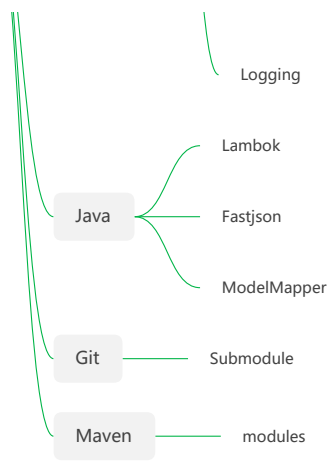 Logging
Lambok
Java
Fastjson
ModelMapper
Git
Submodule
Maven
modules